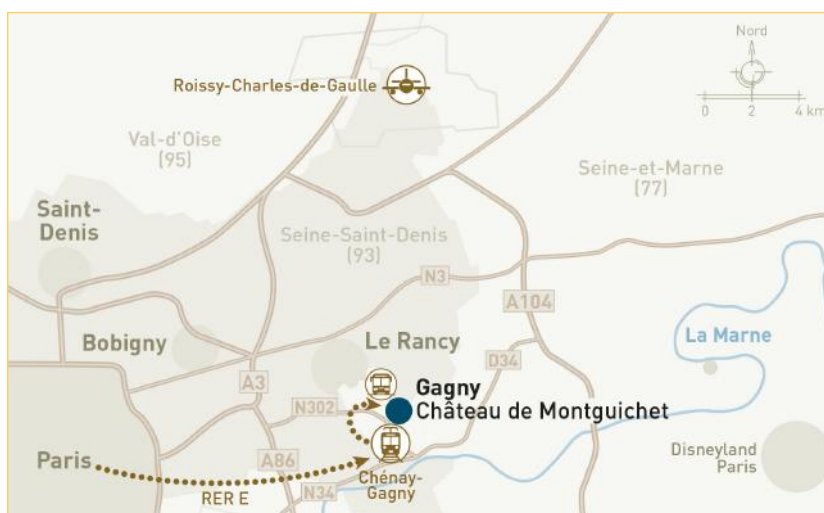 Nord
0 2 4 km
Roissy-Charles-de-Gaulle
Val-d'Oise
(95)
Seine-et-Marne
(77)
Saint-
Denis
Seine-Saint-Denis
(93)
N3
A104
La Marne
Bobigny
Le Rancy
D34
A3
N302
Gagny
Château de Montguichet
Paris
A86
RER E
N34
Chénay-
Gagny
Disneyland
Paris